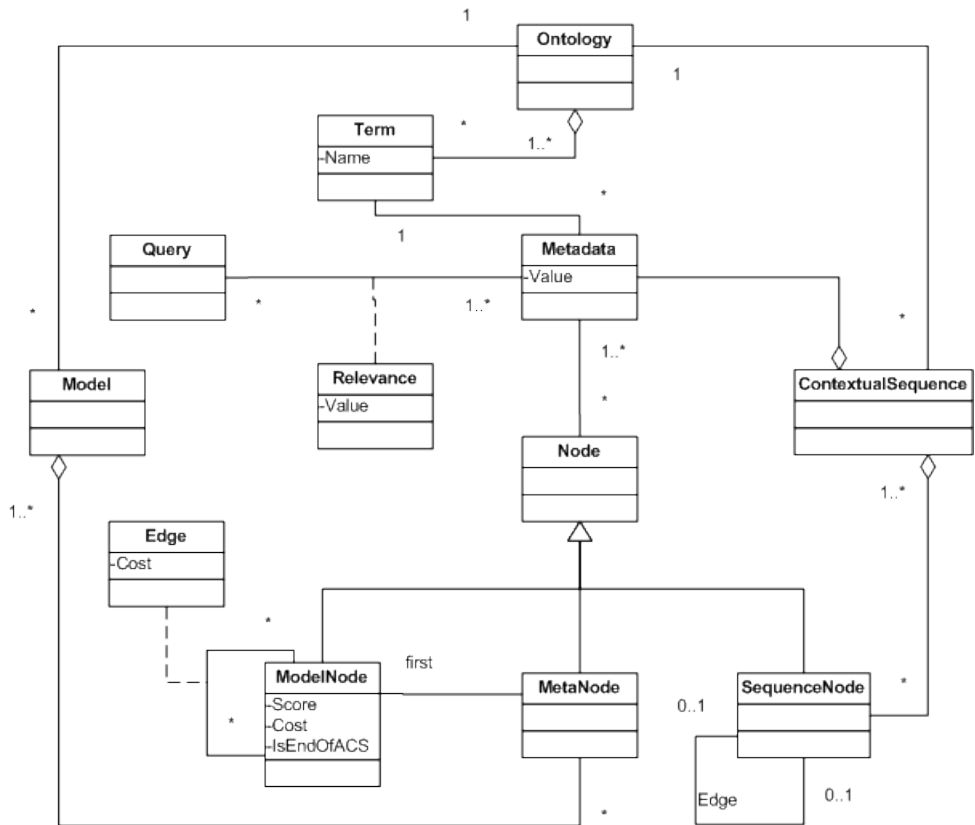 1
Ontology
1
Term
*
-Name
1..*
*
1
Query
Metadata
-Value
*
1..*
*
*
1..*
Model
Relevance
ContextualSequence
-Value
*
Node
1..*
1..*
Edge
-Cost
*
first
ModelNode
MetaNode
SequenceNode
*
-Score
0..1
-Cost
*
-IsEndOfACS
Edge
0..1
*